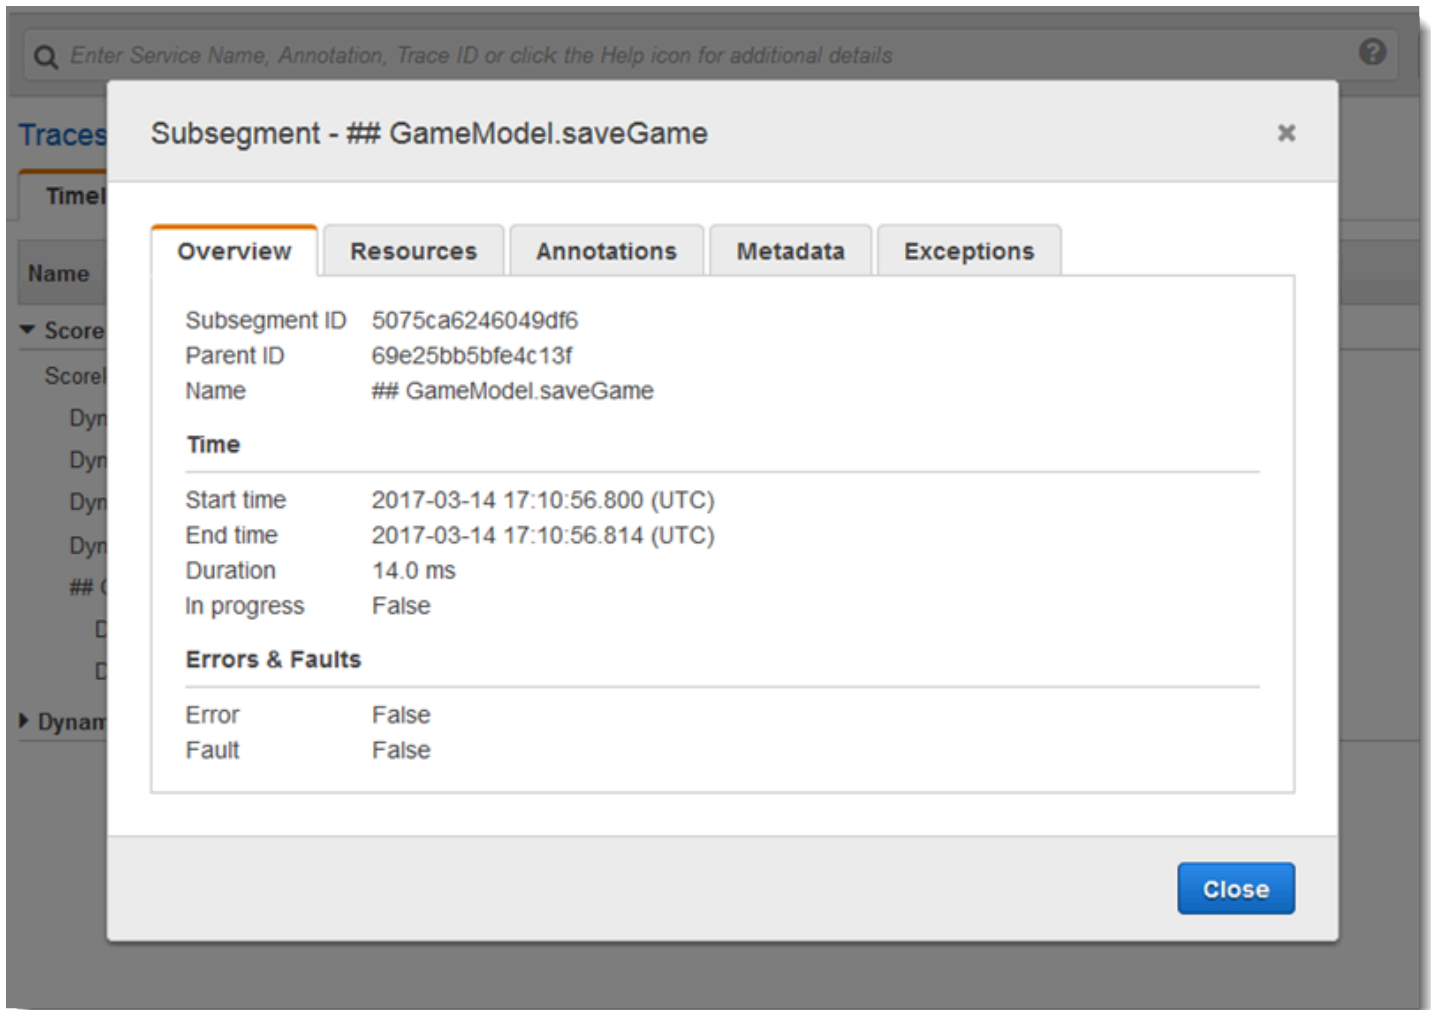 Enter Service Name, Annotation, Trace ID or click the Help icon for additional details
Traces
Subsegment - ## GameModel.saveGame
Overview Resources Annotations Metadata Exceptions
Name
Subsegment ID 5075ca6246049df6
Parent ID 69e25bb5bfe4c13f
Name ## GameModel.saveGame
Time
Start time 2017-03-14 17:10:56.800 (UTC)
End time 2017-03-14 17:10:56.814 (UTC)
Duration 14.0 ms
In progress False
Errors & Faults
Error False
Fault False
Close